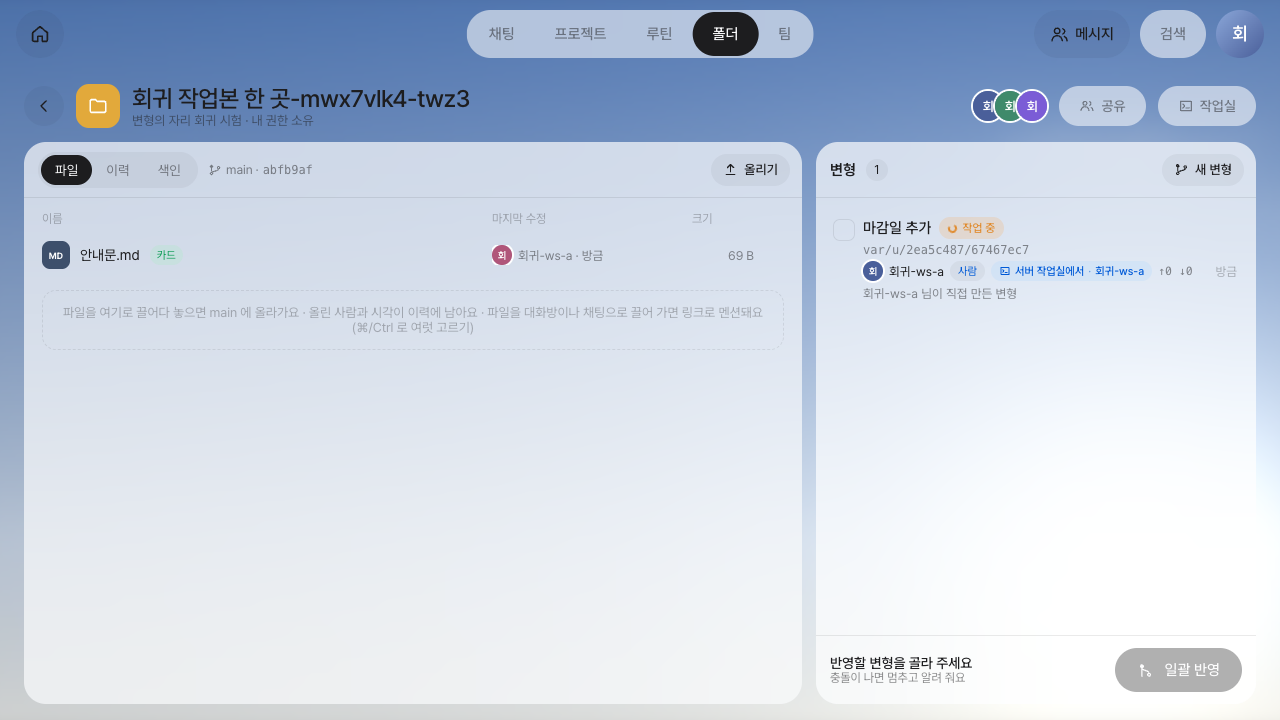 채팅 프로젝트 루틴 폴더 팀
메시지 검색 회
회귀 작업본 한 곳-mwx7vlk4-twz3
변형의 자리 회귀 시험 · 내 권한 소유
회 회 회 공유 작업실
파일 이력 색인 main · abfb9af 올리기
이름 마지막 수정 크기
MD 안내문.md 카드 회 회귀-ws-a · 방금 69 B
파일을 여기로 끌어다 놓으면 main 에 올라가요 · 올린 사람과 시각이 이력에 남아요 · 파일을 대화방이나 채팅으로 끌어 가면 링크로 멘션돼요
(⌘/Ctrl 로 여럿 고르기)
변형 1 새 변형
마감일 추가 작업 중
var/u/2ea5c487/67467ec7
회 회귀-ws-a 사람 서버 작업실에서 · 회귀-ws-a ↑0 ↓0 방금
회귀-ws-a 님이 직접 만든 변형
반영할 변형을 골라 주세요
충돌이 나면 멈추고 알려 줘요
일괄 반영